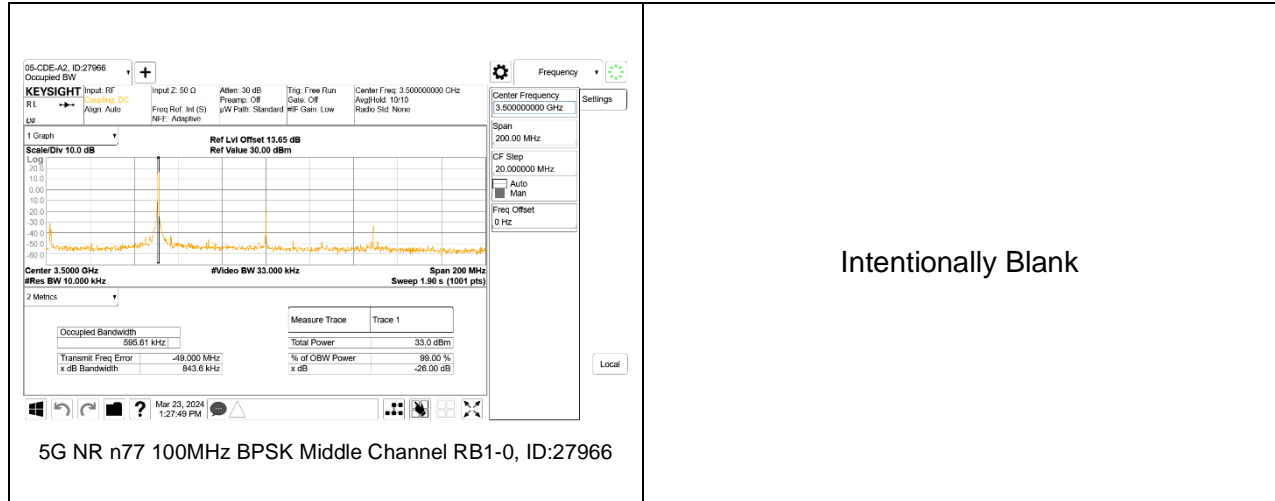 05-CDE-A2, ID:27966
Occupied BW
Frequency
KEYSIGHT
R L
Input: RF
Coupling: DC
Align: Auto
Input Z: 50 Ω
Freq Ref: Int (S)
NFE: Adaptive
Atten: 30 dB
Preamp: Off
µW Path: Standard
Trig: Free Run
Gate: Off
#IF Gain: Low
Center Freq: 3.500000000 GHz
Avg|Hold: 10/10
Radio Std: None
Center Frequency
3.500000000 GHz
Settings
Span
200.00 MHz
CF Step
20.000000 MHz
Auto
Man
Freq Offset
0 Hz
Local
1 Graph
Scale/Div 10.0 dB
Ref Lvl Offset 13.65 dB
Ref Value 30.00 dBm
Log
20.0
10.0
0.00
-10.0
-20.0
-30.0
-40.0
-50.0
-60.0
Center 3.5000 GHz
#Video BW 33.000 kHz
Span 200 MHz
#Res BW 10.000 kHz
Sweep 1.90 s (1001 pts)
2 Metrics
Measure Trace Trace 1
Occupied Bandwidth
595.61 kHz
Total Power 33.0 dBm
Transmit Freq Error -49.000 MHz
% of OBW Power 99.00 %
x dB Bandwidth 843.6 kHz
x dB -26.00 dB
?
Mar 23, 2024
1:27:49 PM
5G NR n77 100MHz BPSK Middle Channel RB1-0, ID:27966
Intentionally Blank